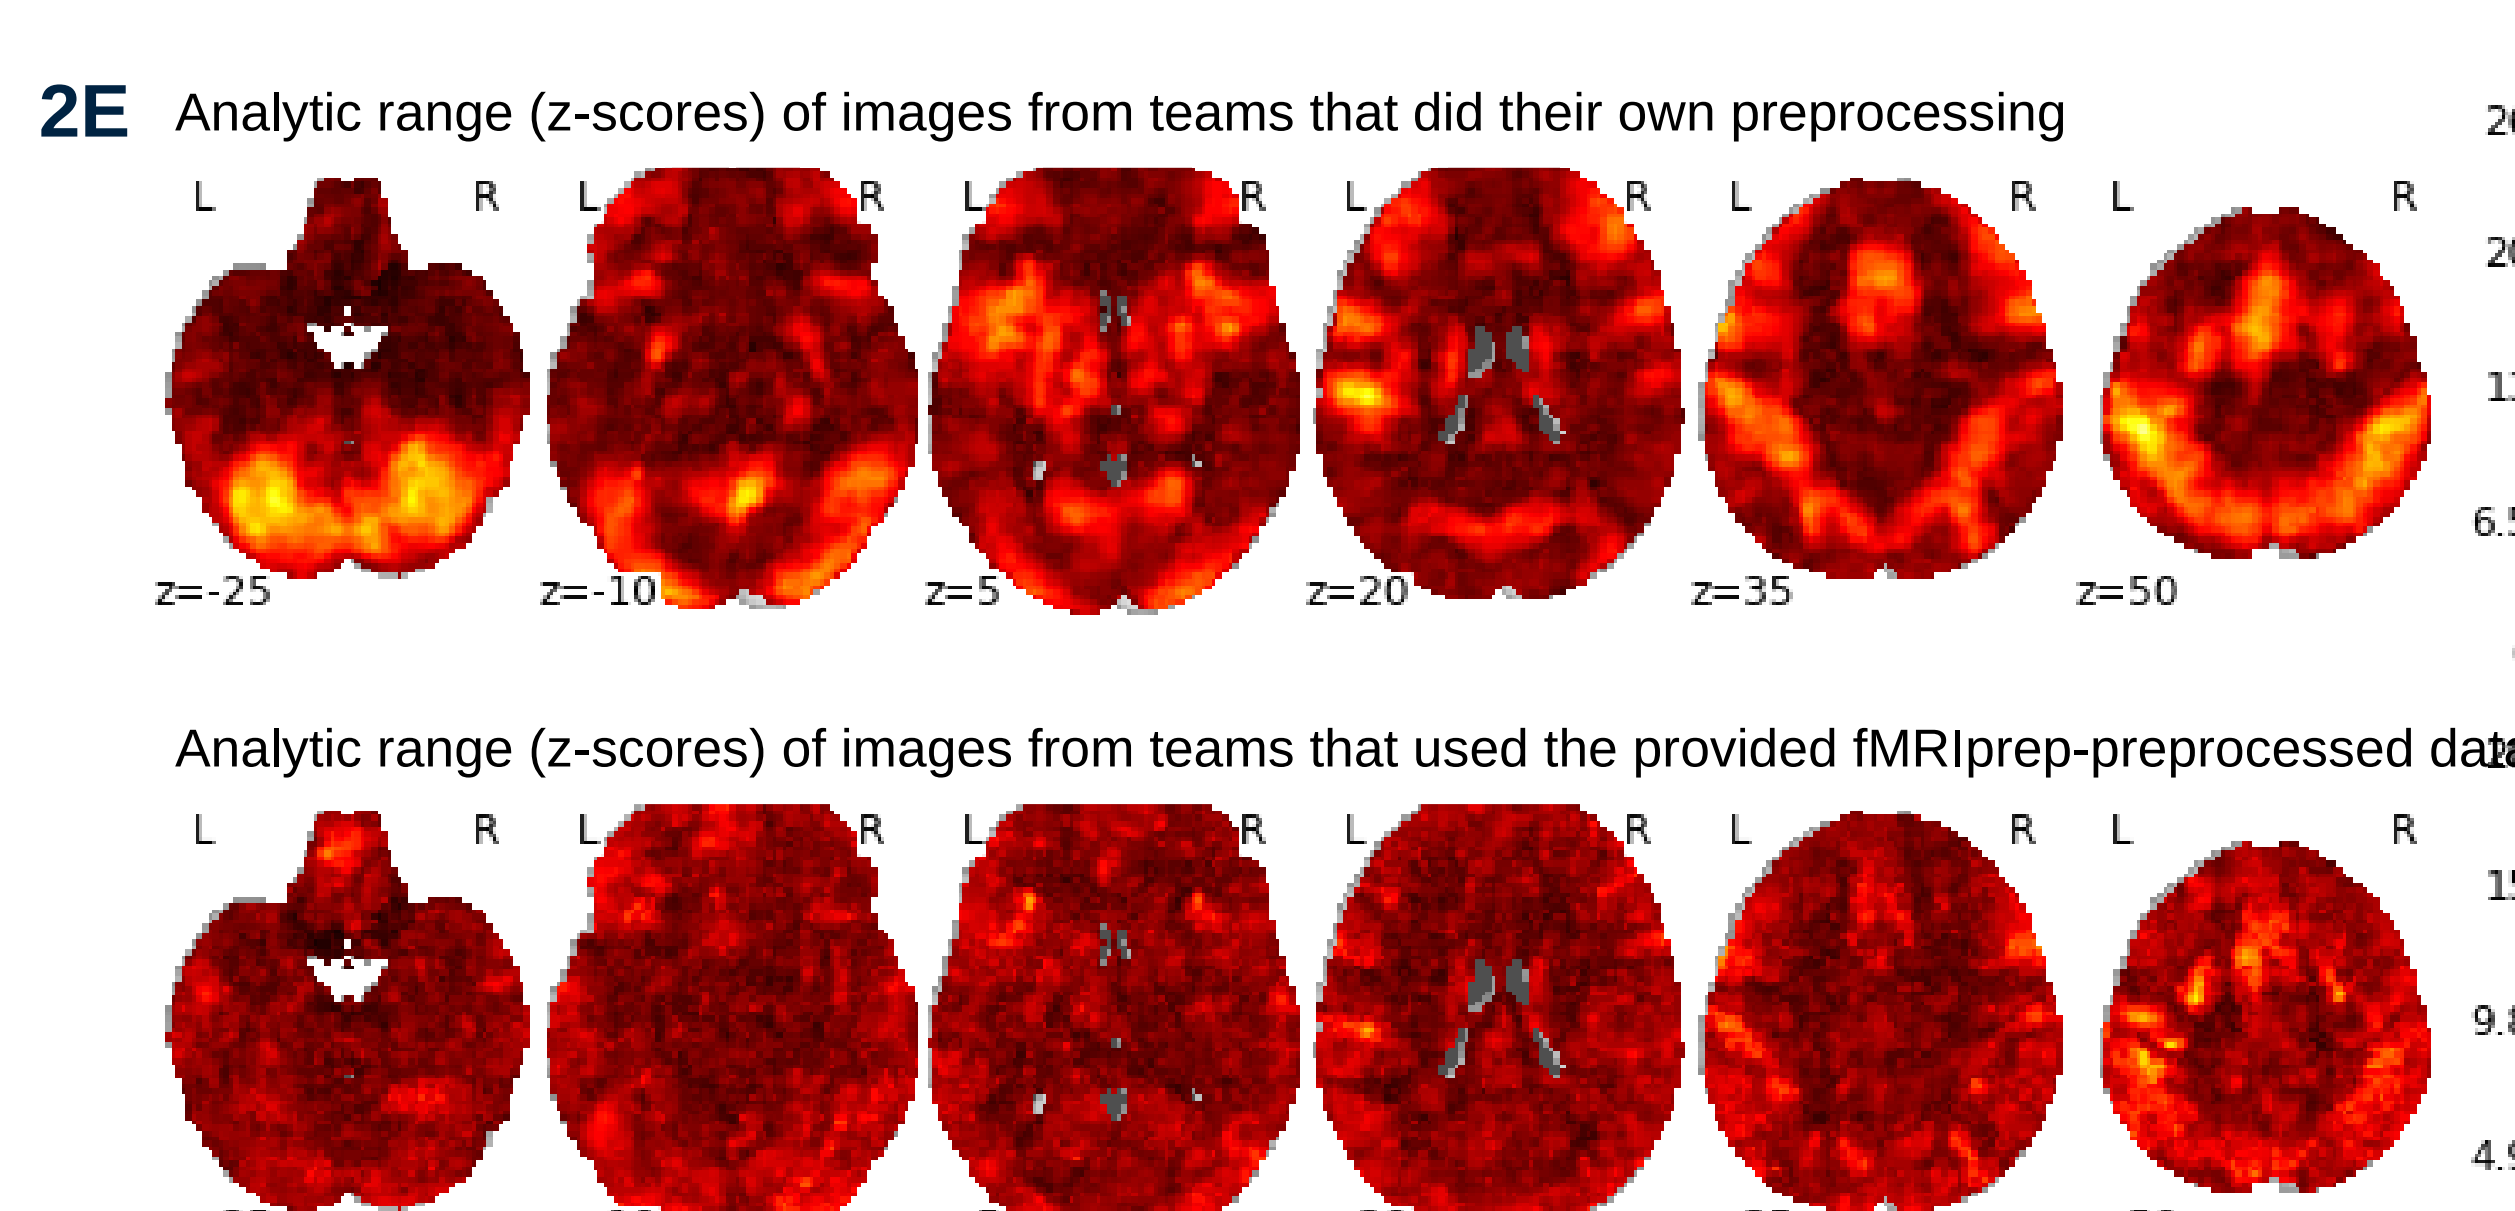 2E Analytic range (z-scores) of images from teams that did their own preprocessing
L R L R L R L R L R L R
z=-25 z=-10 z=5 z=20 z=35 z=50
6.5
Analytic range (z-scores) of images from teams that used the provided fMRIprep-preprocessed data
L R L R L R L R L R L R